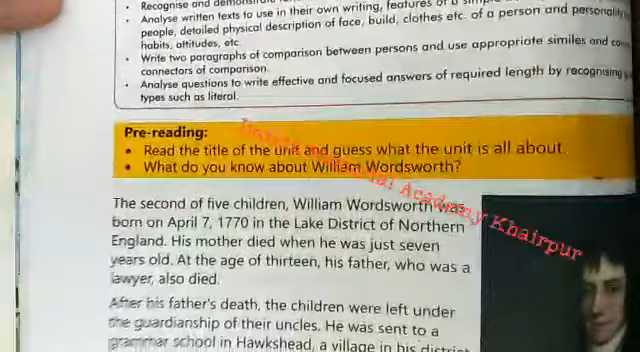 Recognise and
• Analyse written texts to use in their own writing, features of a
people, detailed physical description of face, build, clothes etc. of a person and personality
habits, attitudes, etc.
• Write two paragraphs of comparison between persons and use appropriate similes and
connectors of comparison.
• Analyse questions to write effective and focused answers of required length by recognising
types such as literal.
Pre-reading:
• Read the title of the unit and guess what the unit is all about.
• What do you know about William Wordsworth?
Academy Khairpur
The second of five children, William Wordsworth was
born on April 7, 1770 in the Lake District of Northern
England. His mother died when he was just seven
years old. At the age of thirteen, his father, who was a
lawyer, also died.
After his father's death, the children were left under
the guardianship of their uncles. He was sent to a
grammar school in Hawkshead, a village in his district